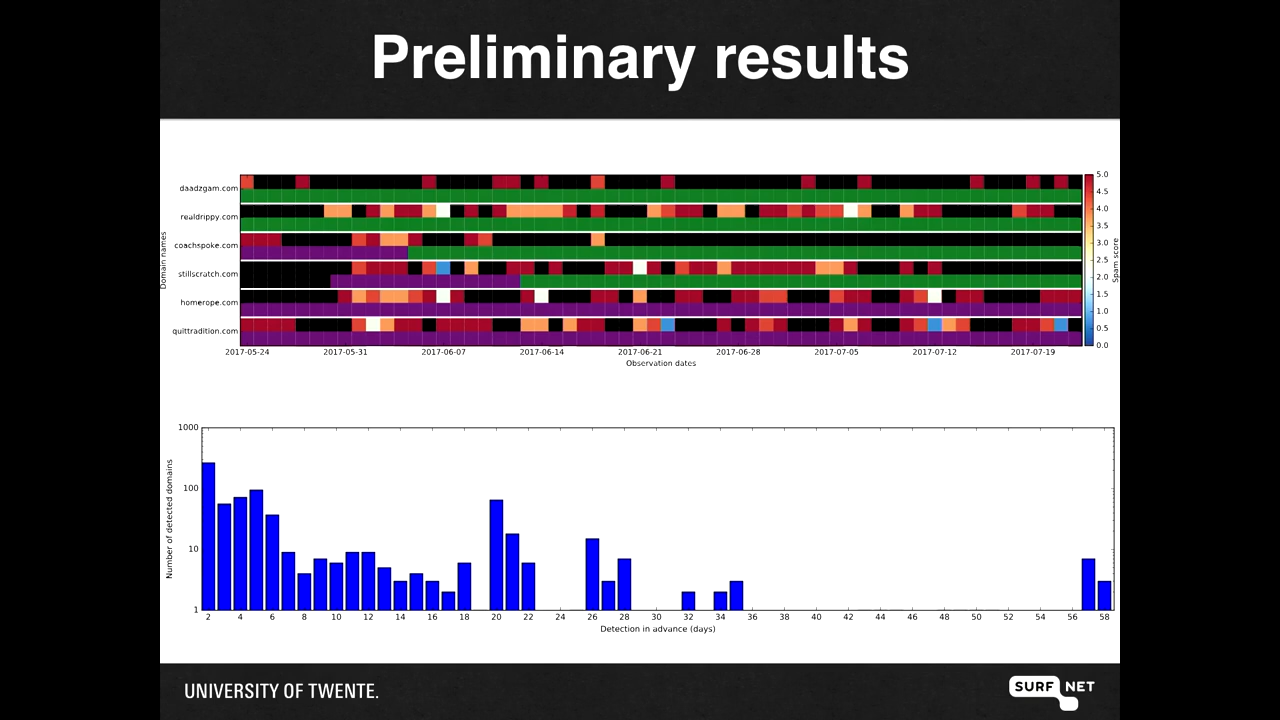 Preliminary results
daadzgam.com
realdrippy.com
coachspoke.com
stillscratch.com
homerope.com
quittradition.com
Domain names
2017-05-24 2017-05-31 2017-06-07 2017-06-14 2017-06-21 2017-06-28 2017-07-05 2017-07-12 2017-07-19
Observation dates
5.0
4.5
4.0
3.5
3.0
2.5
2.0
1.5
1.0
0.5
0.0
Spam score
1000
100
10
1
Number of detected domains
2 4 6 8 10 12 14 16 18 20 22 24 26 28 30 32 34 36 38 40 42 44 46 48 50 52 54 56 58
Detection in advance (days)
UNIVERSITY OF TWENTE.
SURF NET